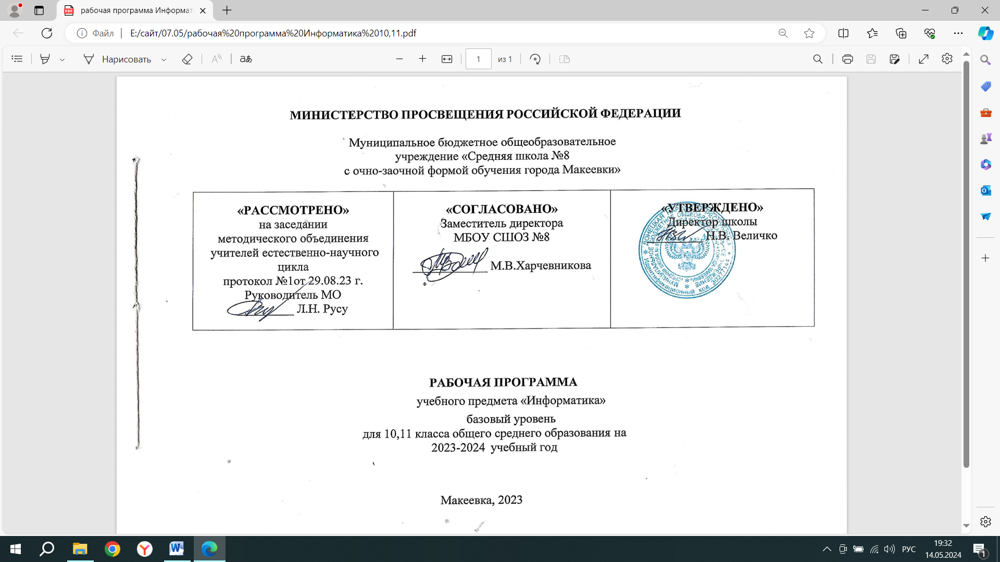 рабочая программа Информат
Файл
E:/сайт/07.05/рабочая%20программа%20Информатика%2010,11.pdf
Нарисовать
1
из 1
МИНИСТЕРСТВО ПРОСВЕЩЕНИЯ РОССИЙСКОЙ ФЕДЕРАЦИИ
Муниципальное бюджетное общеобразовательное
учреждение «Средняя школа №8
с очно-заочной формой обучения города Макеевки»
«РАССМОТРЕНО»
на заседании
методического объединения
учителей естественно-научного
цикла
протокол №1от 29.08.23 г.
Руководитель МО
Л.Н. Русу
«СОГЛАСОВАНО»
Заместитель директора
МБОУ СШОЗ №8
М.В.Харчевникова
«УТВЕРЖДЕНО»
Директор школы
Н.В. Величко
РАБОЧАЯ ПРОГРАММА
учебного предмета «Информатика»
базовый уровень
для 10,11 класса общего среднего образования на
2023-2024 учебный год
Макеевка, 2023
РУС
19:32
14.05.2024
1